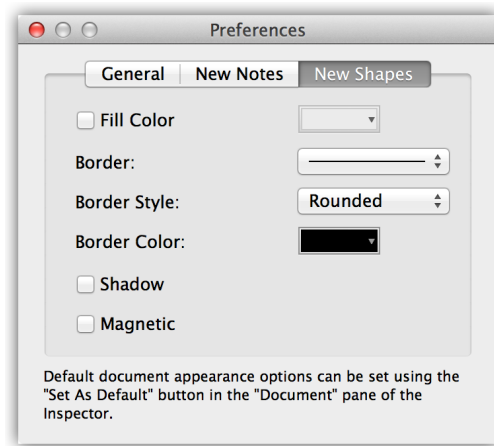 Preferences
General New Notes New Shapes
Fill Color
Border:
Border Style: Rounded
Border Color:
Shadow
Magnetic
Default document appearance options can be set using the
"Set As Default" button in the "Document" pane of the
Inspector.